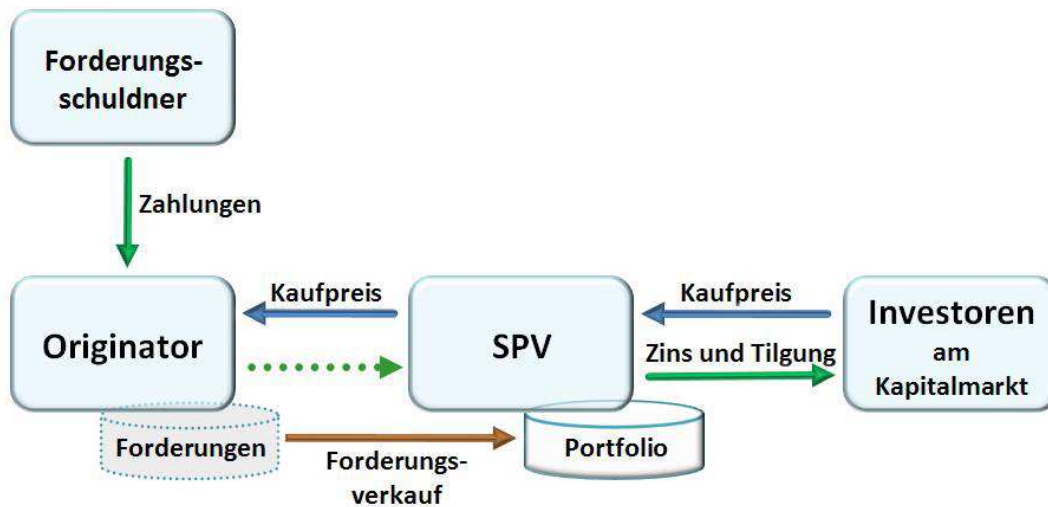 Forderungs-
schuldner
Zahlungen
Kaufpreis
Kaufpreis
Originator
SPV
Investoren
am
Kapitalmarkt
Zins und Tilgung
Forderungen
Forderungs-
verkauf
Portfolio